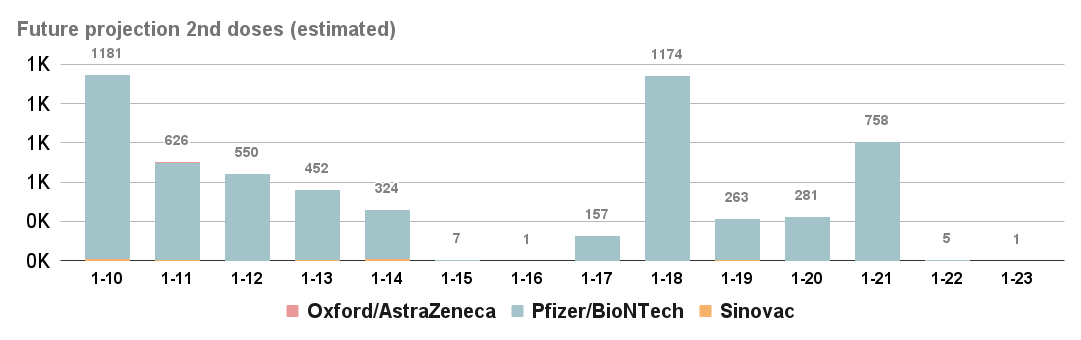 Future projection 2nd doses (estimated)
1K
1K
1K
1K
0K
0K
1181
626
550
452
324
7
1
157
1174
263
281
758
5
1
1-10 1-11 1-12 1-13 1-14 1-15 1-16 1-17 1-18 1-19 1-20 1-21 1-22 1-23
Oxford/AstraZeneca Pfizer/BioNTech Sinovac